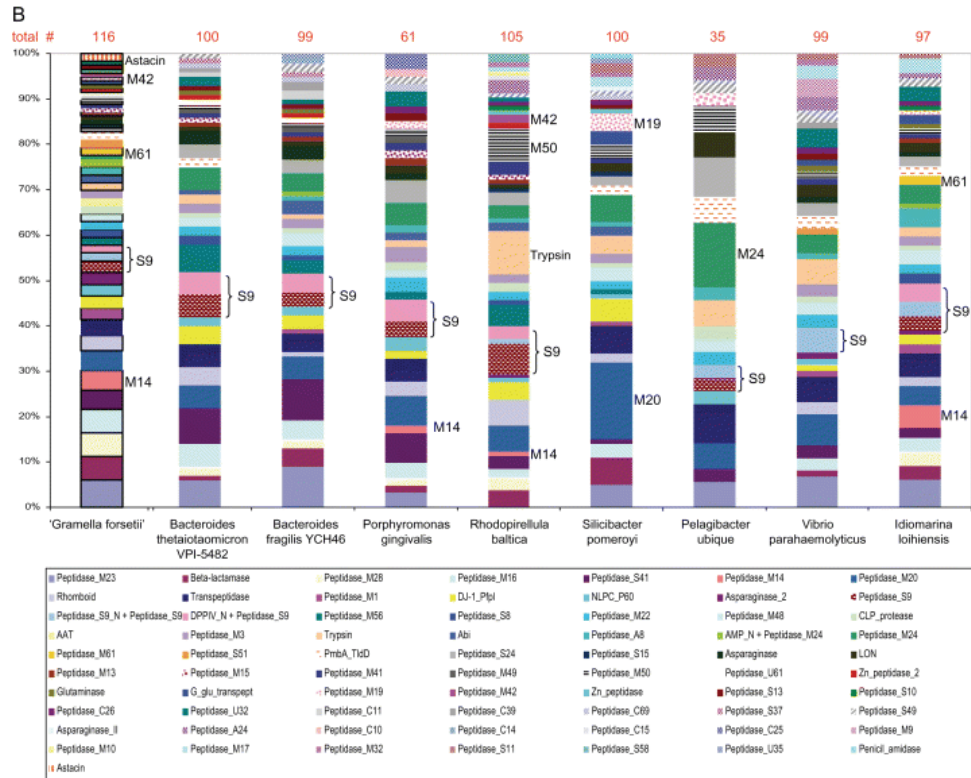 B
total # 116 100 99 61 105 100 35 99 97
100%
90%
80%
70%
60%
50%
40%
30%
20%
10%
0%
Astacin
M42
M61
S9
M14
S9
S9
S9
M14
M42
M50
Trypsin
S9
M14
M19
M20
M24
S9
S9
M61
S9
M14
'Gramella forsetii'
Bacteroides
thetaiotaomicron
VPI-5482
Bacteroides
fragilis YCH46
Porphyromonas
gingivalis
Rhodopirellula
baltica
Silicibacter
pomeroyi
Pelagibacter
ubique
Vibrio
parahaemolyticus
Idiomarina
loihiensis
Peptidase_M23 Beta-lactamase Peptidase_M28 Peptidase_M16 Peptidase_S41 Peptidase_M14 Peptidase_M20
Rhomboid Transpeptidase Peptidase_M1 DJ-1_PfpI NLPC_P60 Asparaginase_2 Peptidase_S9
Peptidase_S9_N + Peptidase_S9 DPPIV_N + Peptidase_S9 Peptidase_M56 Peptidase_S8 Peptidase_M22 Peptidase_M48 CLP_protease
AAT Peptidase_M3 Trypsin Abi Peptidase_A8 AMP_N + Peptidase_M24 Peptidase_M24
Peptidase_M61 Peptidase_S51 PmbA_TldD Peptidase_S24 Peptidase_S15 Asparaginase LON
Peptidase_M13 Peptidase_M15 Peptidase_M41 Peptidase_M49 Peptidase_M50 Peptidase_U61 Zn_peptidase_2
Glutaminase G_glu_transpept Peptidase_M19 Peptidase_M42 Zn_peptidase Peptidase_S13 Peptidase_S10
Peptidase_C26 Peptidase_U32 Peptidase_C11 Peptidase_C39 Peptidase_C69 Peptidase_S37 Peptidase_S49
Asparaginase_II Peptidase_A24 Peptidase_C10 Peptidase_C14 Peptidase_C15 Peptidase_C25 Peptidase_M9
Peptidase_M10 Peptidase_M17 Peptidase_M32 Peptidase_S11 Peptidase_S58 Peptidase_U35 Penicil_amidase
Astacin